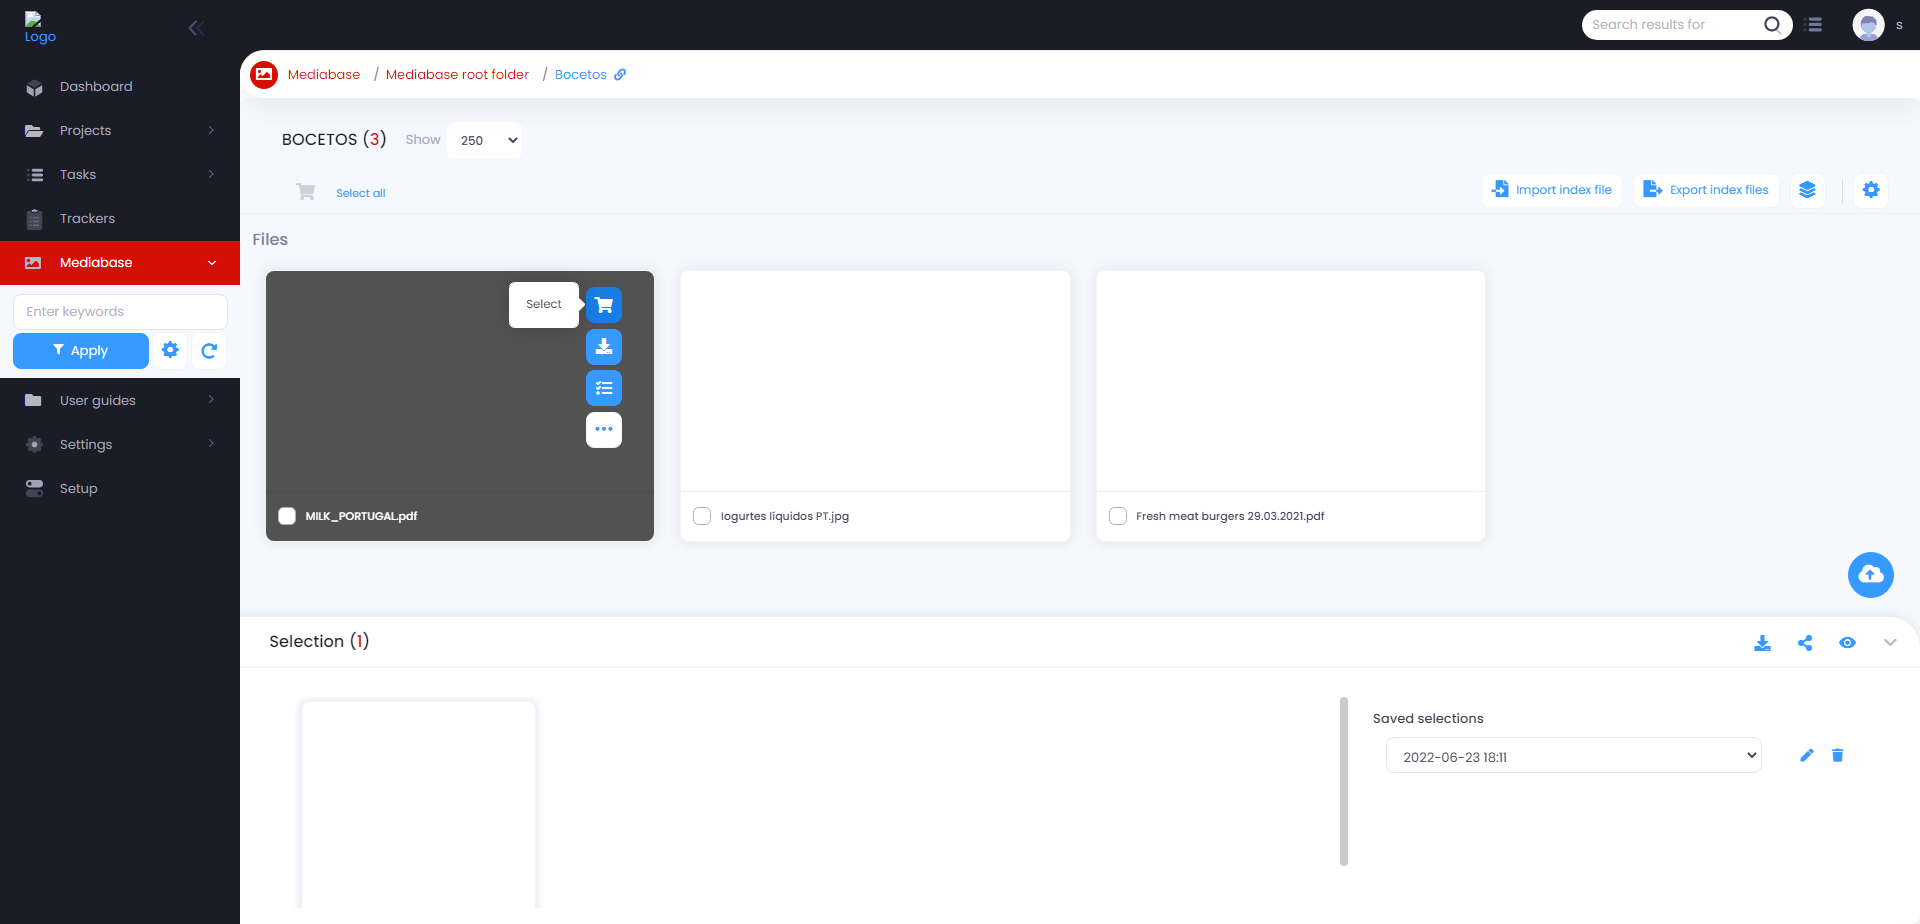 Logo
Search results for
s
Dashboard
Projects
Tasks
Trackers
Mediabase
Enter keywords
Apply
User guides
Settings
Setup
Mediabase / Mediabase root folder / Bocetos
BOCETOS (3) Show 250
Select all
Import index file
Export index files
Files
Select
MILK_PORTUGAL.pdf
Iogurtes líquidos PT.jpg
Fresh meat burgers 29.03.2021.pdf
Selection (1)
Saved selections
2022-06-23 18:11